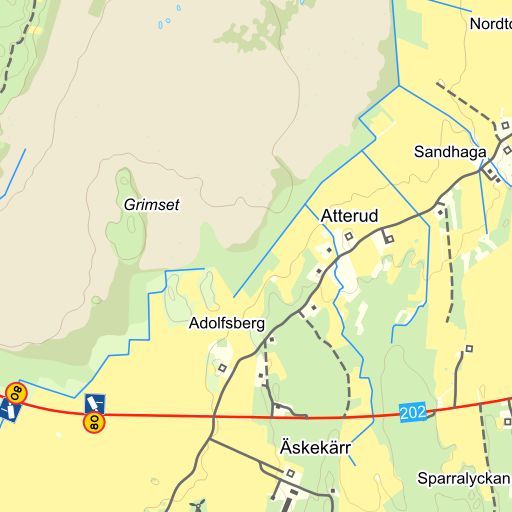 Nordto
Sandhaga
Grimset
Atterud
Adolfsberg
80
80
202
Äskekärr
Sparralyckan